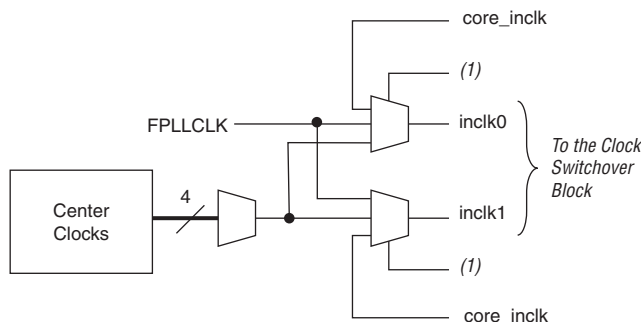 core_inclk
(1)
FPLLCLK
inclk0
To the Clock
Switchover
Block
4
Center
Clocks
inclk1
(1)
core_inclk